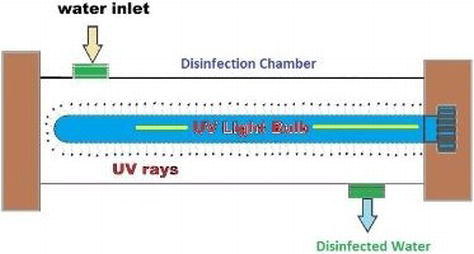 water inlet
Disinfection Chamber
UV Light Bulb
UV rays
Disinfected Water